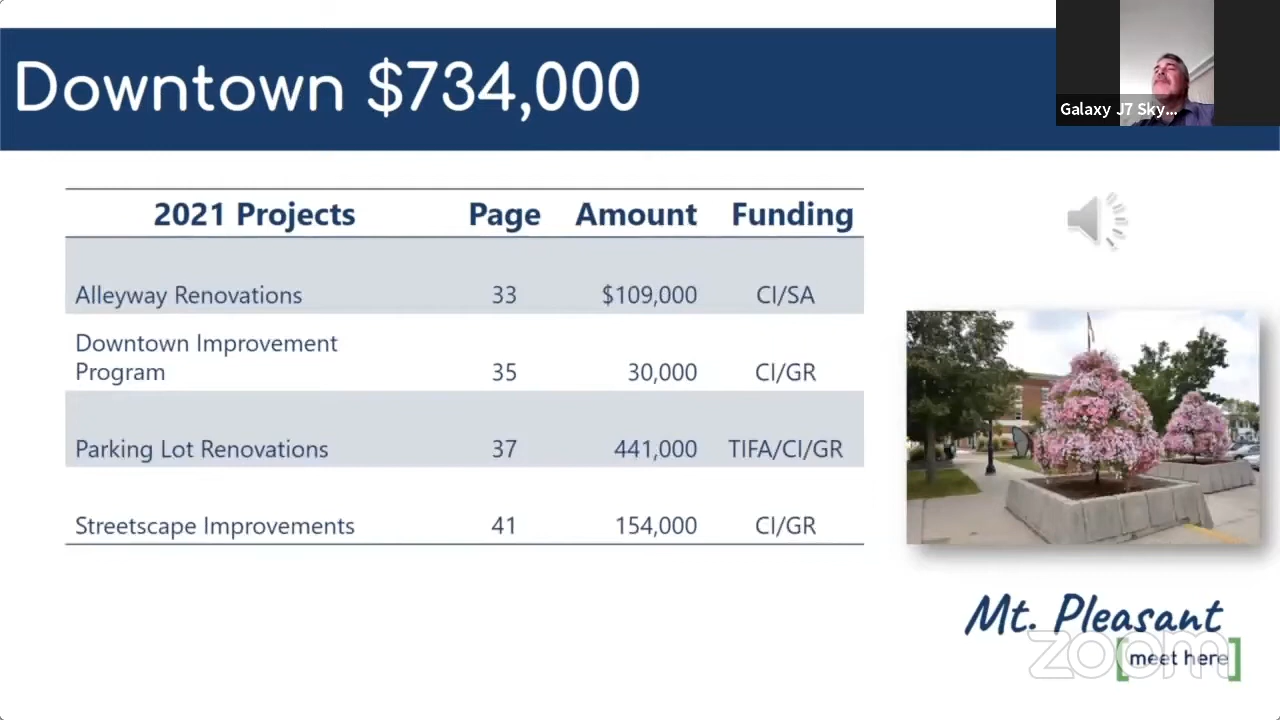 Downtown $734,000
Galaxy J7 Sky...
2021 Projects Page Amount Funding
Alleyway Renovations 33 $109,000 CI/SA
Downtown Improvement
Program 35 30,000 CI/GR
Parking Lot Renovations 37 441,000 TIFA/CI/GR
Streetscape Improvements 41 154,000 CI/GR
Mt. Pleasant
[meet here]
zoom